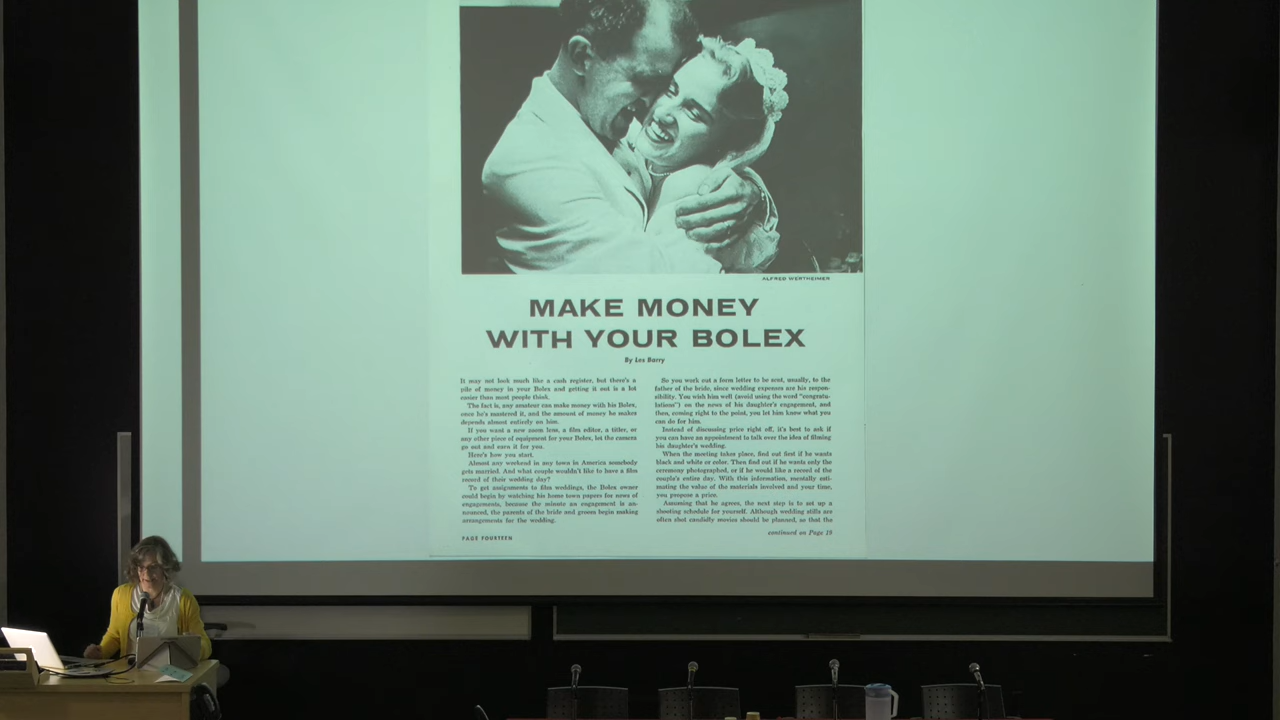 ALFRED WERTHEIMER
MAKE MONEY
WITH YOUR BOLEX
By Les Barry
It may not look much like a cash register, but there's a
pile of money in your Bolex and getting it out is a lot
easier than most people think.
The fact is, any amateur can make money with his Bolex,
once he's mastered it, and the amount of money he makes
depends almost entirely on him.
If you want a new zoom lens, a film editor, a titler, or
any other piece of equipment for your Bolex, let the camera
go out and earn it for you.
Here's how you start.
Almost any weekend in any town in America somebody
gets married. And what couple wouldn't like to have a film
record of their wedding day?
To get assignments to film weddings, the Bolex owner
could begin by watching his home town papers for news of
engagements, because the minute an engagement is an-
nounced, the parents of the bride and groom begin making
arrangements for the wedding.
PAGE FOURTEEN
So you work out a form letter to be sent, usually, to the
father of the bride, since wedding expenses are his respon-
sibility. You wish him well (avoid using the word "congratu-
lations") on the news of his daughter's engagement, and
then, coming right to the point, you let him know what you
can do for him.
Instead of discussing price right off, it's best to ask if
you can have an appointment to talk over the idea of filming
his daughter's wedding.
When the meeting takes place, find out first if he wants
black and white or color. Then find out if he wants only the
ceremony photographed, or if he would like a record of the
couple's entire day. With this information, mentally esti-
mating the value of the materials involved and your time,
you propose a price.
Assuming that he agrees, the next step is to set up a
shooting schedule for yourself. Although wedding stills are
often shot candidly movies should be planned, so that the
continued on Page 19